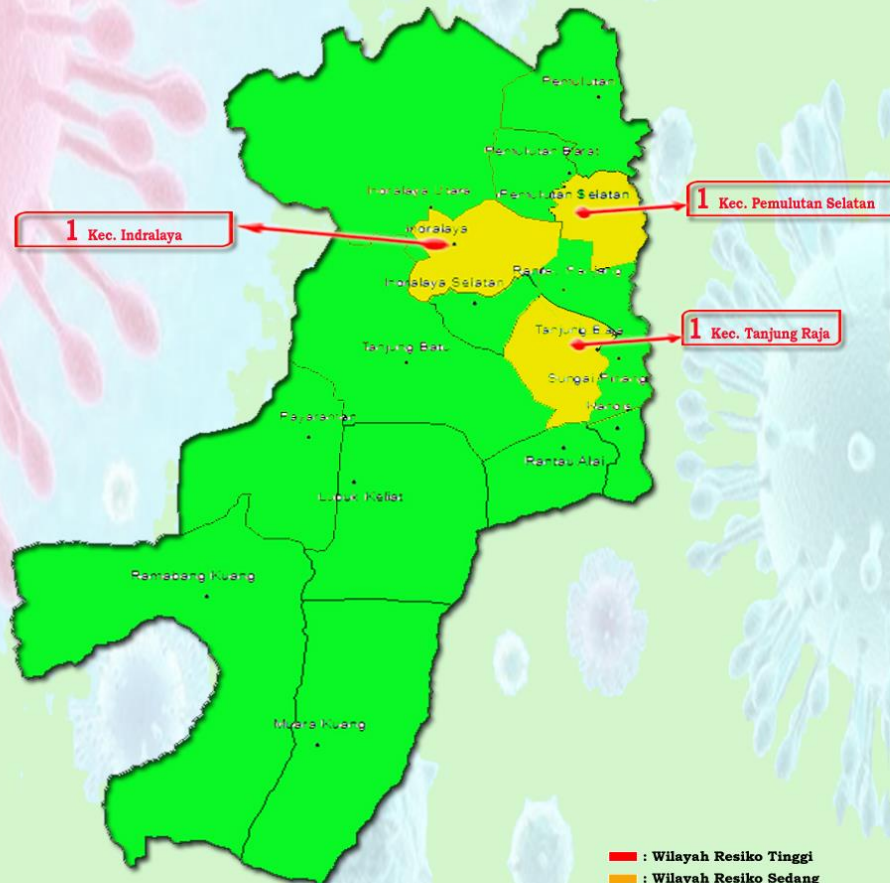 Pemulutan
Pemulutan Barat
Indralaya Utara
Pemulutan Selatan
1 Kec. Pemulutan Selatan
1 Kec. Indralaya
Indralaya
Indralaya Selatan
Tanjung Raja
1 Kec. Tanjung Raja
Tanjung Batu
Sungai Pinang
Payaraman
Rantau Alai
Lubuk Keliat
Ramabang Kuang
Muara Kuang
: Wilayah Resiko Tinggi
: Wilayah Resiko Sedang